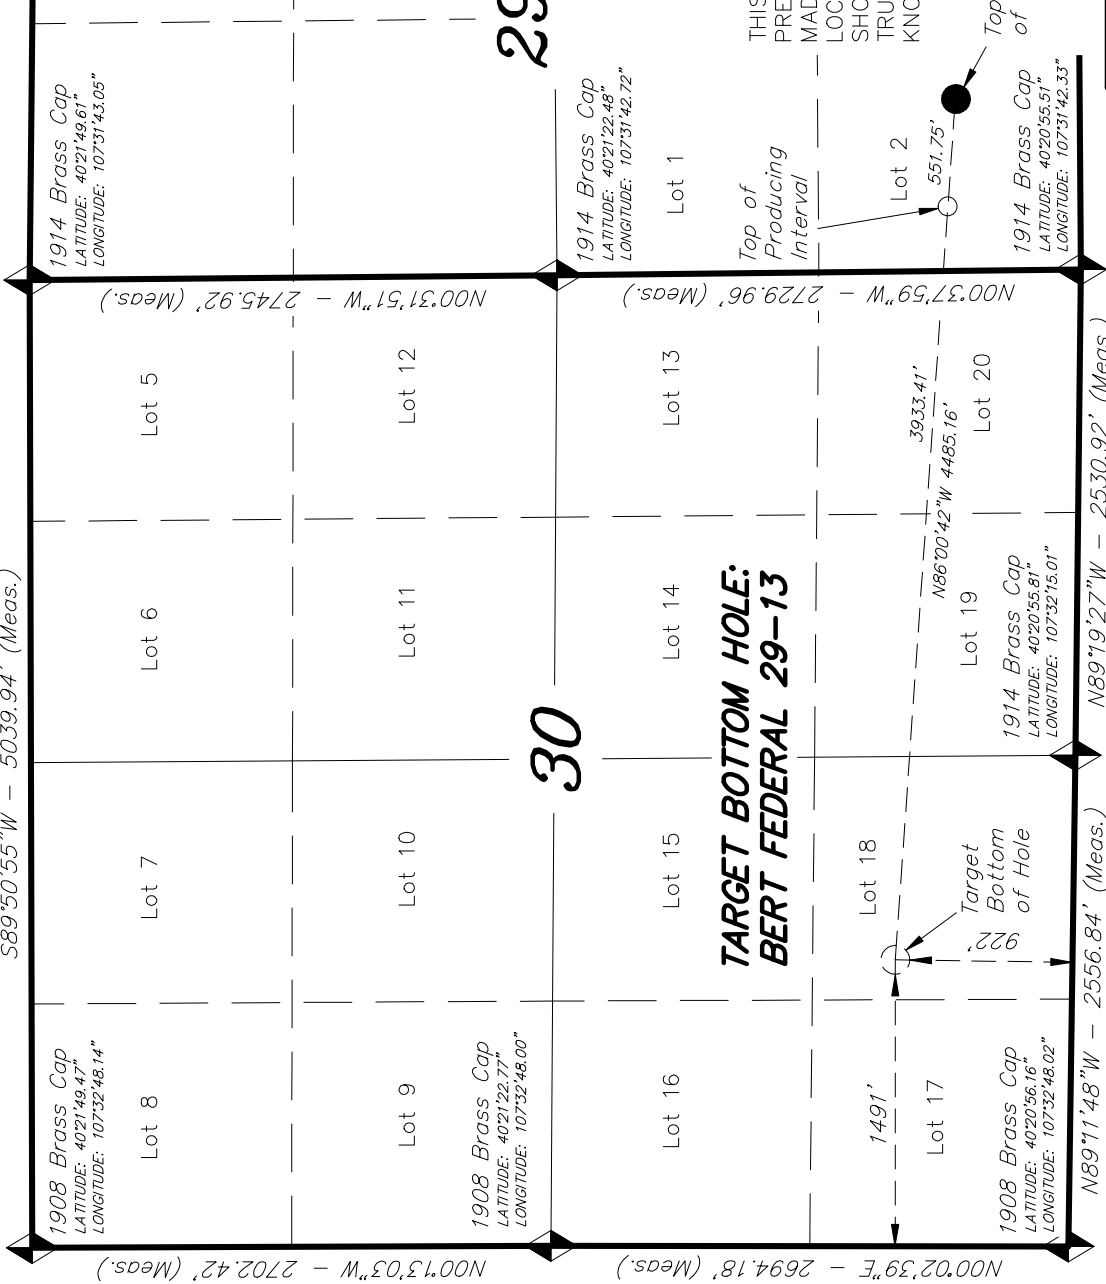 S89°50'55"W - 5039.94' (Meas.)
1908 Brass Cap
LATITUDE: 40°21'49.47"
LONGITUDE: 107°32'48.14"
1914 Brass Cap
LATITUDE: 40°21'49.61"
LONGITUDE: 107°31'43.05"
Lot 8
Lot 7
Lot 6
Lot 5
N00°13'03"W - 2702.42' (Meas.)
N00°31'51"W - 2745.92' (Meas.)
Lot 9
Lot 10
Lot 11
Lot 12
1908 Brass Cap
LATITUDE: 40°21'22.77"
LONGITUDE: 107°32'48.00"
30
29
1914 Brass Cap
LATITUDE: 40°21'22.48"
LONGITUDE: 107°31'42.72"
Lot 16
Lot 15
Lot 14
Lot 13
Lot 1
N00°02'39"E - 2694.18' (Meas.)
N00°37'59"W - 2729.96' (Meas.)
TARGET BOTTOM HOLE:
BERT FEDERAL 29-13
Top of
Producing
Interval
THIS
PRE
MAD
LOC
SHO
TRU
KNO
1491'
Lot 17
Lot 18
Target
Bottom
of Hole
922'
3933.41'
N86°00'42"W 4485.16'
Lot 19
Lot 20
Lot 2
551.75'
Top
of
1908 Brass Cap
LATITUDE: 40°20'56.16"
LONGITUDE: 107°32'48.02"
1914 Brass Cap
LATITUDE: 40°20'55.81"
LONGITUDE: 107°32'15.01"
1914 Brass Cap
LATITUDE: 40°20'55.51"
LONGITUDE: 107°31'42.33"
N89°11'48"W - 2556.84' (Meas.)
N89°19'27"W - 2530.92' (Meas.)